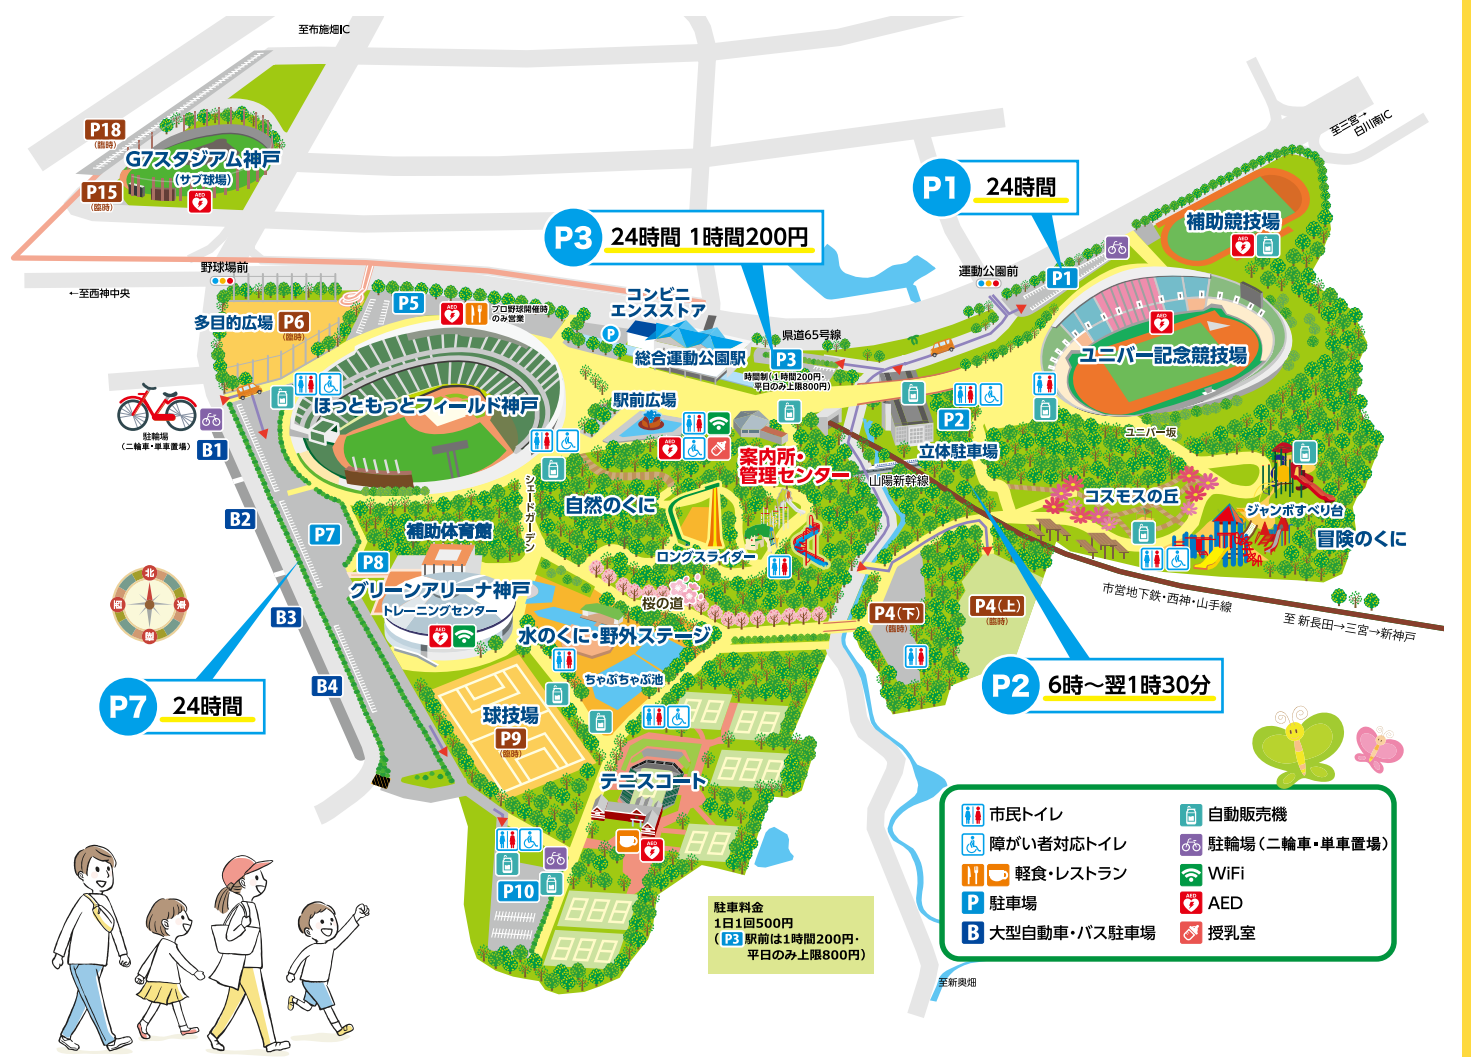 至布施畑IC
P18
(臨時)
G7スタジアム神戸
(サブ球場)
P15
(臨時)
AED
至三宮→
白川南IC
P1 24時間
P3 24時間 1時間200円
補助競技場
AED
野球場前
←至西神中央
運動公園前
P1
コンビニ
エンスストア
P5
AED
プロ野球開催時
のみ営業
多目的広場
P6
(臨時)
P
総合運動公園駅
県道65号線
P3
時間制(1時間200円・
平日のみ上限800円)
AED
ユニバー記念競技場
ほっともっとフィールド神戸
駅前広場
駐輪場
(二輪車・単車置場)
B1
AED
P2
立体駐車場
ユニバー坂
案内所・
管理センター
山陽新幹線
シェードガーデン
自然のくに
コスモスの丘
ジャンボすべり台
冒険のくに
B2
P7
補助体育館
P8
ロングスライダー
グリーンアリーナ神戸
トレーニングセンター
AED
桜の道
市営地下鉄・西神・山手線
至 新長田→三宮→新神戸
北
東
南
西
B3
P4(下)
(臨時)
P4(上)
(臨時)
水のくに・野外ステージ
ちゃぷちゃぷ池
B4
P7 24時間
P2 6時～翌1時30分
球技場
P9
(臨時)
テニスコート
AED
P10
駐車料金
1日1回500円
(P3駅前は1時間200円・
平日のみ上限800円)
至新奥畑
市民トイレ
障がい者対応トイレ
軽食・レストラン
P 駐車場
B 大型自動車・バス駐車場
自動販売機
駐輪場(二輪車・単車置場)
WiFi
AED AED
授乳室